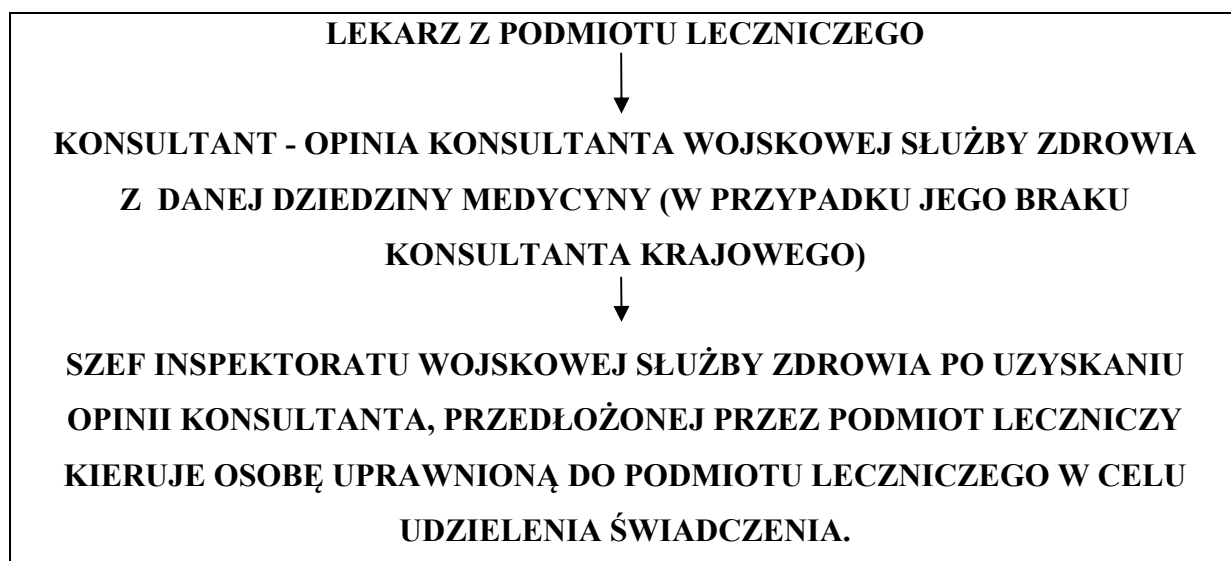 LEKARZ Z PODMIOTU LECZNICZEGO
KONSULTANT - OPINIA KONSULTANTA WOJSKOWEJ SŁUŻBY ZDROWIA
Z DANEJ DZIEDZINY MEDYCYNY (W PRZYPADKU JEGO BRAKU
KONSULTANTA KRAJOWEGO)
SZEF INSPEKTORATU WOJSKOWEJ SŁUŻBY ZDROWIA PO UZYSKANIU
OPINII KONSULTANTA, PRZEDŁOŻONEJ PRZEZ PODMIOT LECZNICZY
KIERUJE OSOBĘ UPRAWNIONĄ DO PODMIOTU LECZNICZEGO W CELU
UDZIELENIA ŚWIADCZENIA.